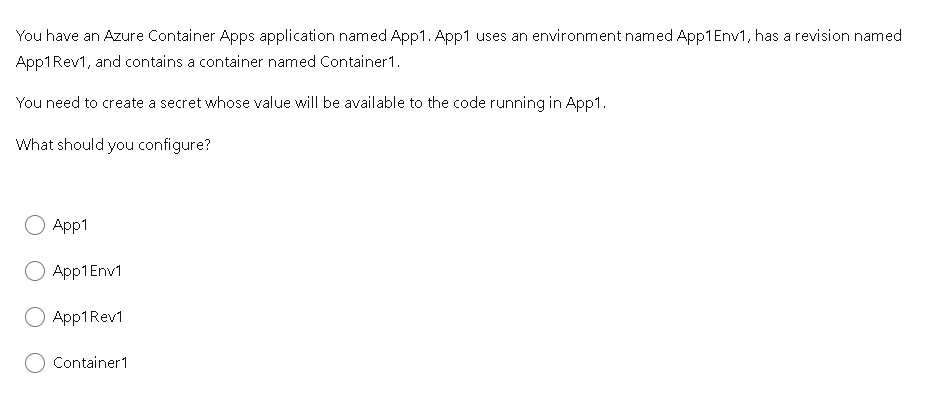 You have an Azure Container Apps application named App1. App1 uses an environment named App1Env1, has a revision named
App1Rev1, and contains a container named Container1.
You need to create a secret whose value will be available to the code running in App1.
What should you configure?
App1
App1Env1
App1Rev1
Container1